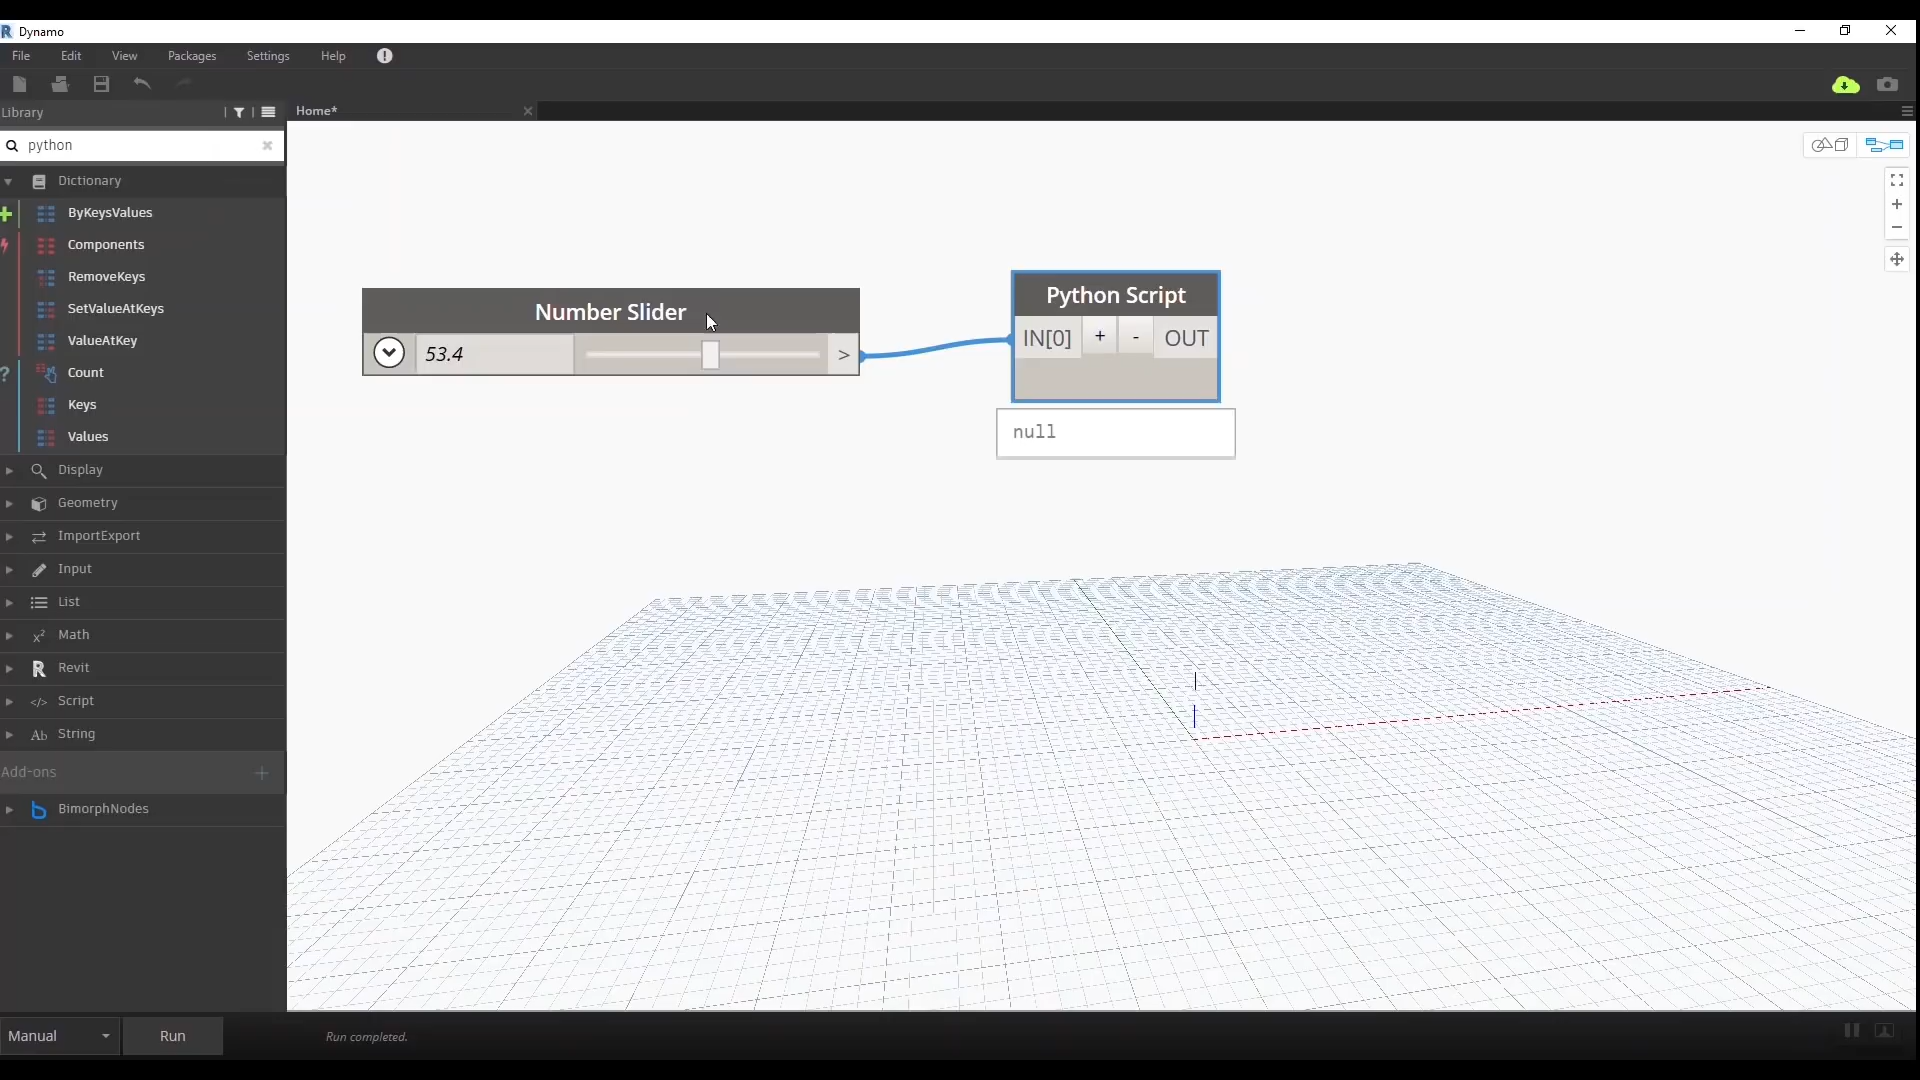 Dynamo
File Edit View Packages Settings Help
Library
Home*
python
Dictionary
ByKeysValues
Components
RemoveKeys
SetValueAtKeys
ValueAtKey
Count
Keys
Values
Display
Geometry
ImportExport
Input
List
Math
Revit
Script
String
Add-ons
BimorphNodes
Number Slider
53.4 >
Python Script
IN[0] + - OUT
null
Manual Run Run completed.